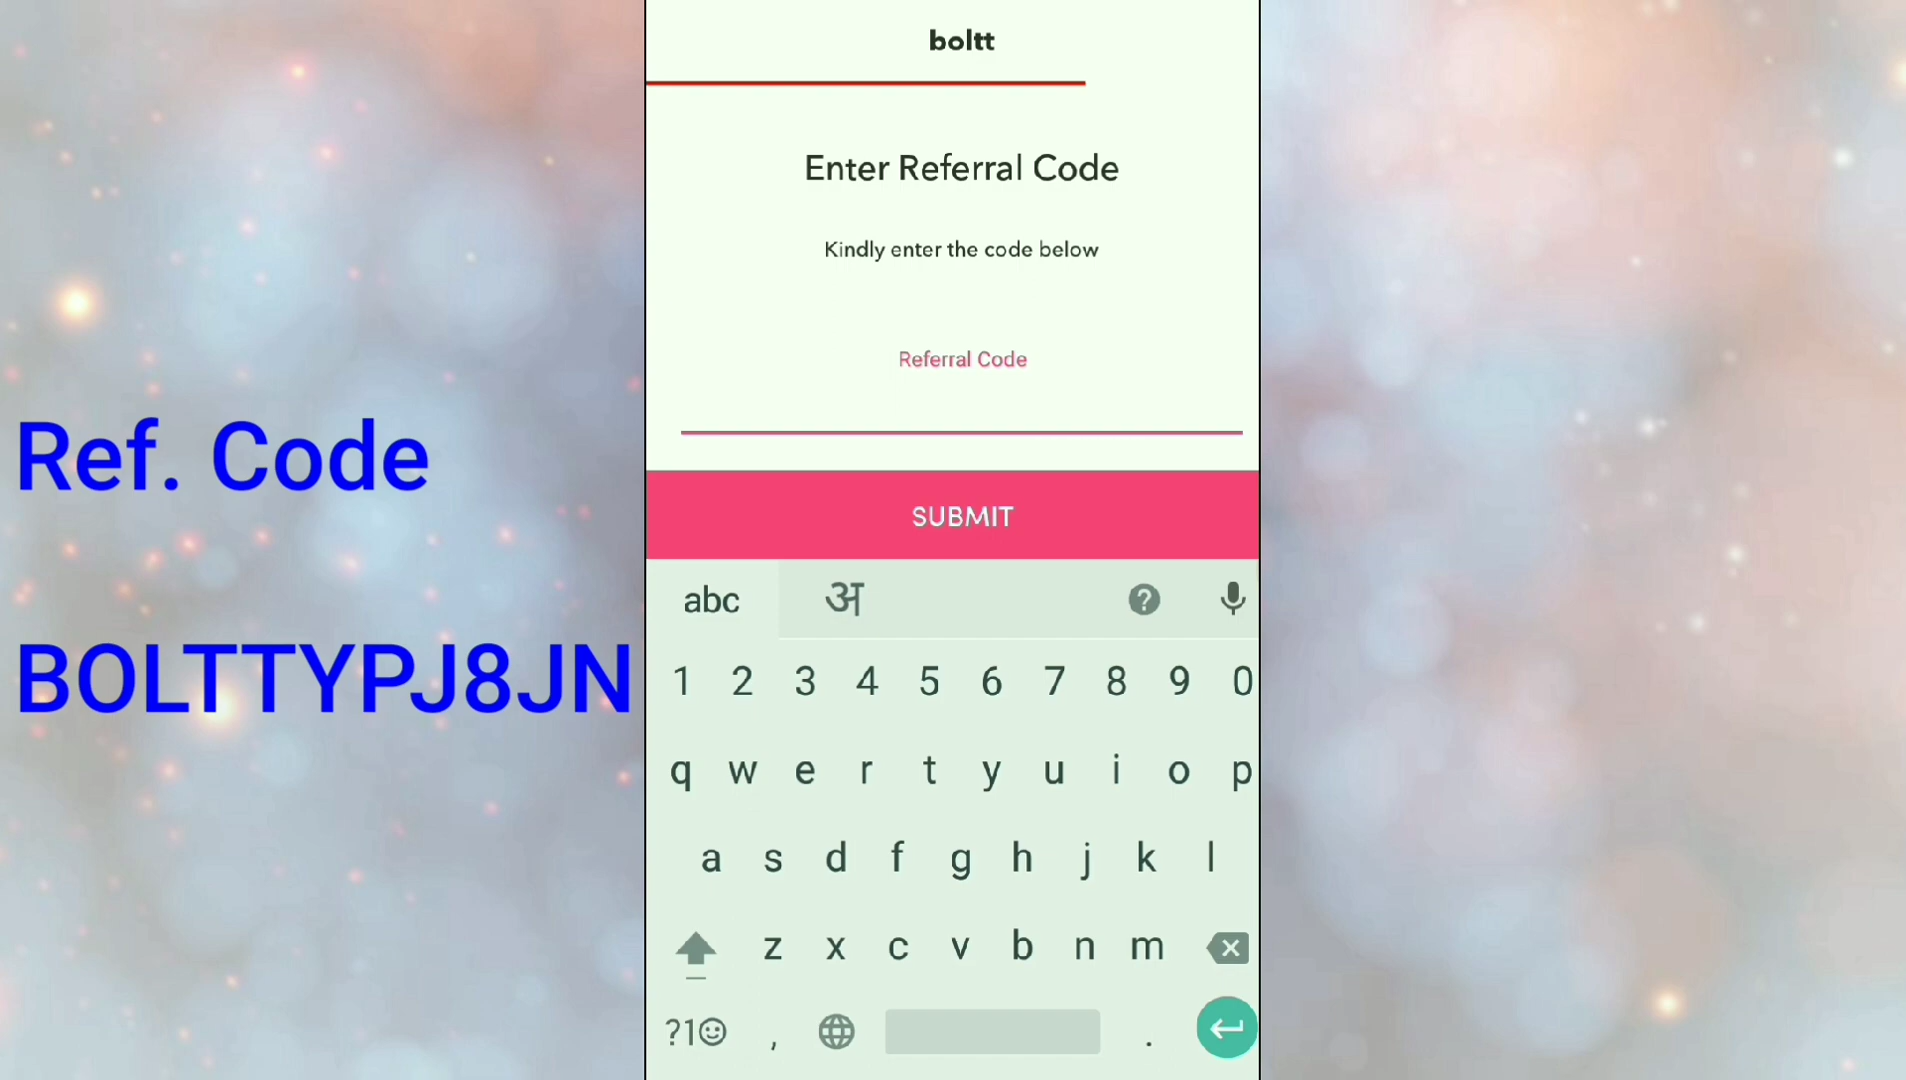 boltt
Enter Referral Code
Kindly enter the code below
Referral Code
Ref. Code
SUBMIT
BOLTTYPJ8JN
abc अ ?
1 2 3 4 5 6 7 8 9 0
q w e r t y u i o p
a s d f g h j k l
z x c v b n m
?1☺ , .